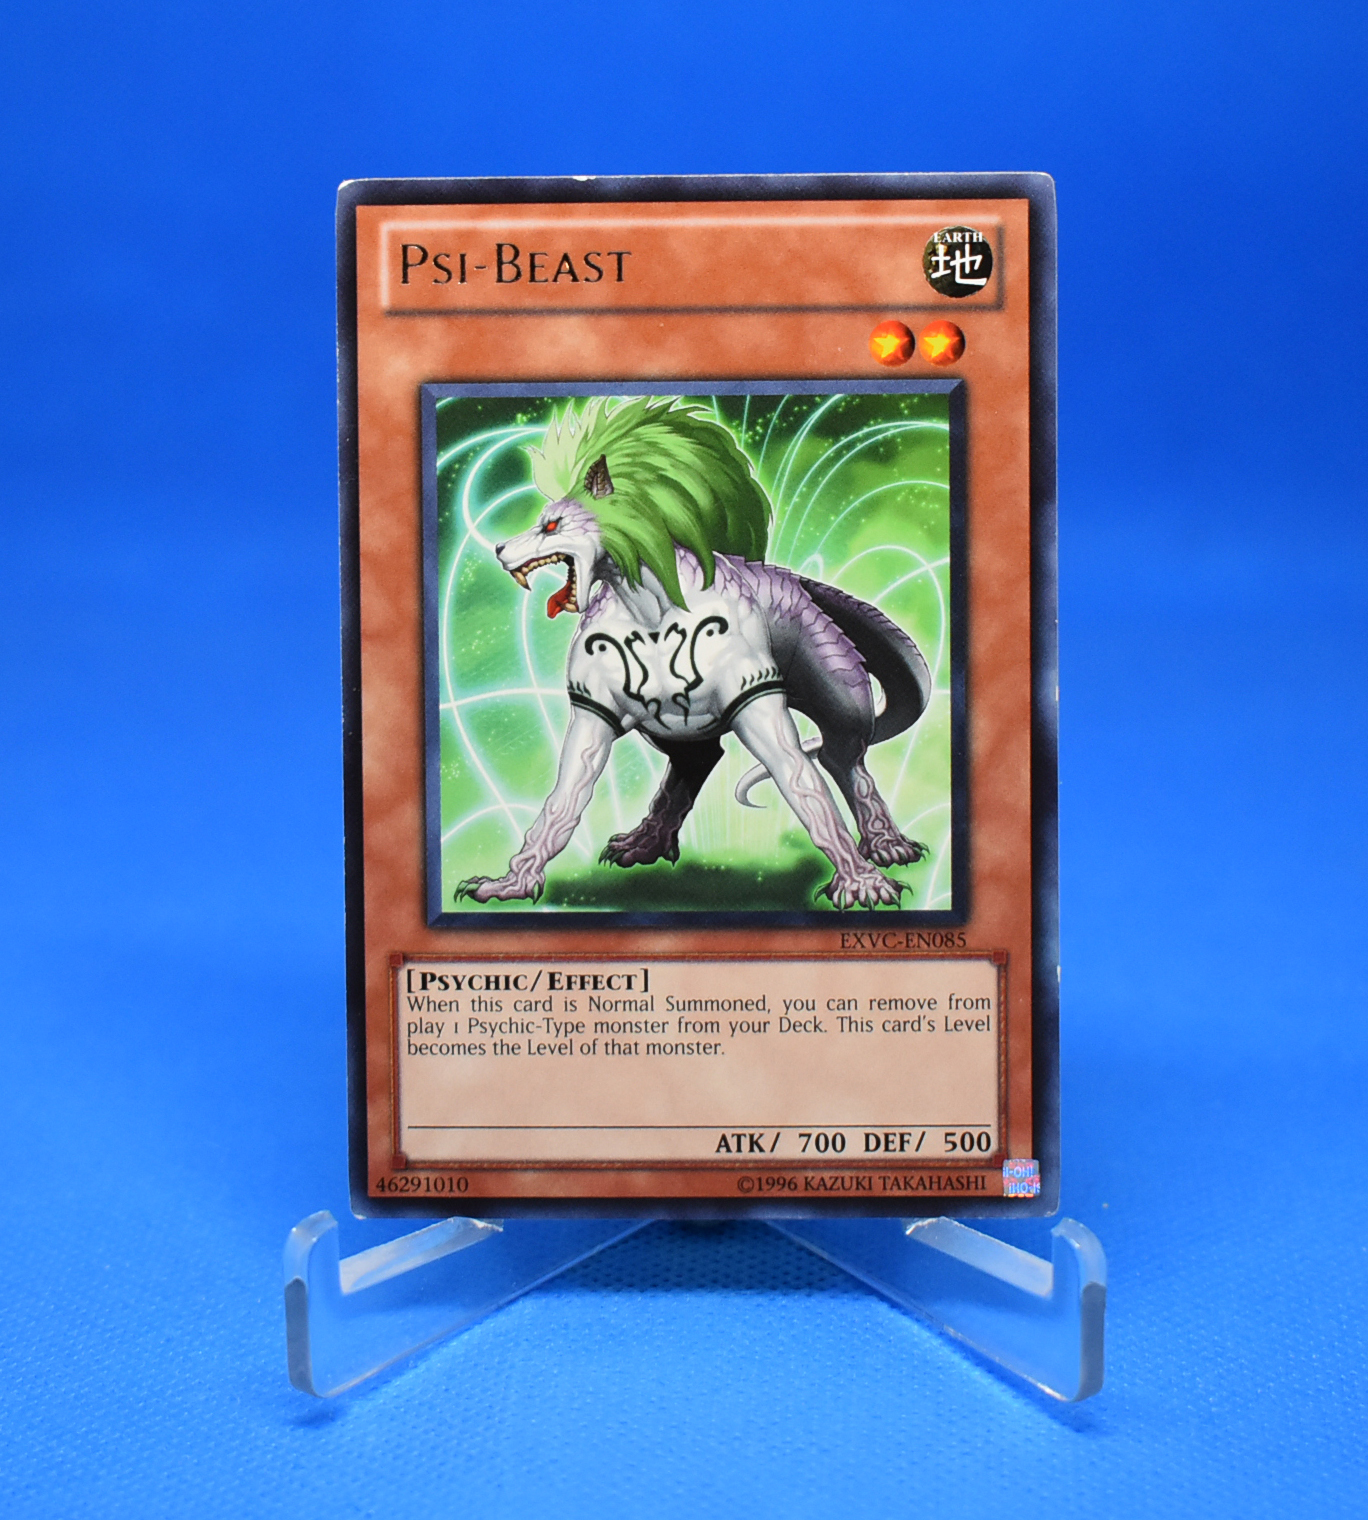 Psi-Beast
EARTH
地
EXVC-EN085
[Psychic/Effect]
When this card is Normal Summoned, you can remove from
play 1 Psychic-Type monster from your Deck. This card's Level
becomes the Level of that monster.
ATK/ 700 DEF/ 500
46291010
©1996 KAZUKI TAKAHASHI